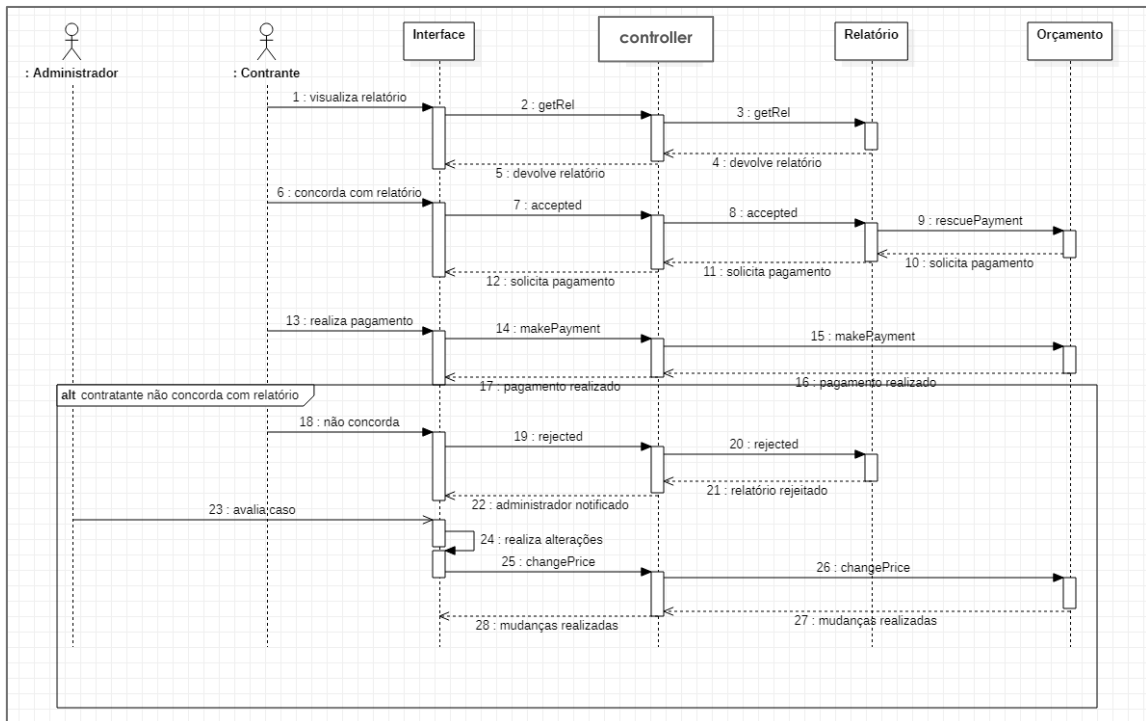 Interface
controller
Relatório
Orçamento
: Administrador
: Contrante
1 : visualiza relatório
2 : getRel
3 : getRel
4 : devolve relatório
5 : devolve relatório
6 : concorda com relatório
7 : accepted
8 : accepted
9 : rescuePayment
10 : solicita pagamento
11 : solicita pagamento
12 : solicita pagamento
13 : realiza pagamento
14 : makePayment
15 : makePayment
16 : pagamento realizado
17 : pagamento realizado
alt contratante não concorda com relatório
18 : não concorda
19 : rejected
20 : rejected
21 : relatório rejeitado
22 : administrador notificado
23 : avalia caso
24 : realiza alterações
25 : changePrice
26 : changePrice
27 : mudanças realizadas
28 : mudanças realizadas